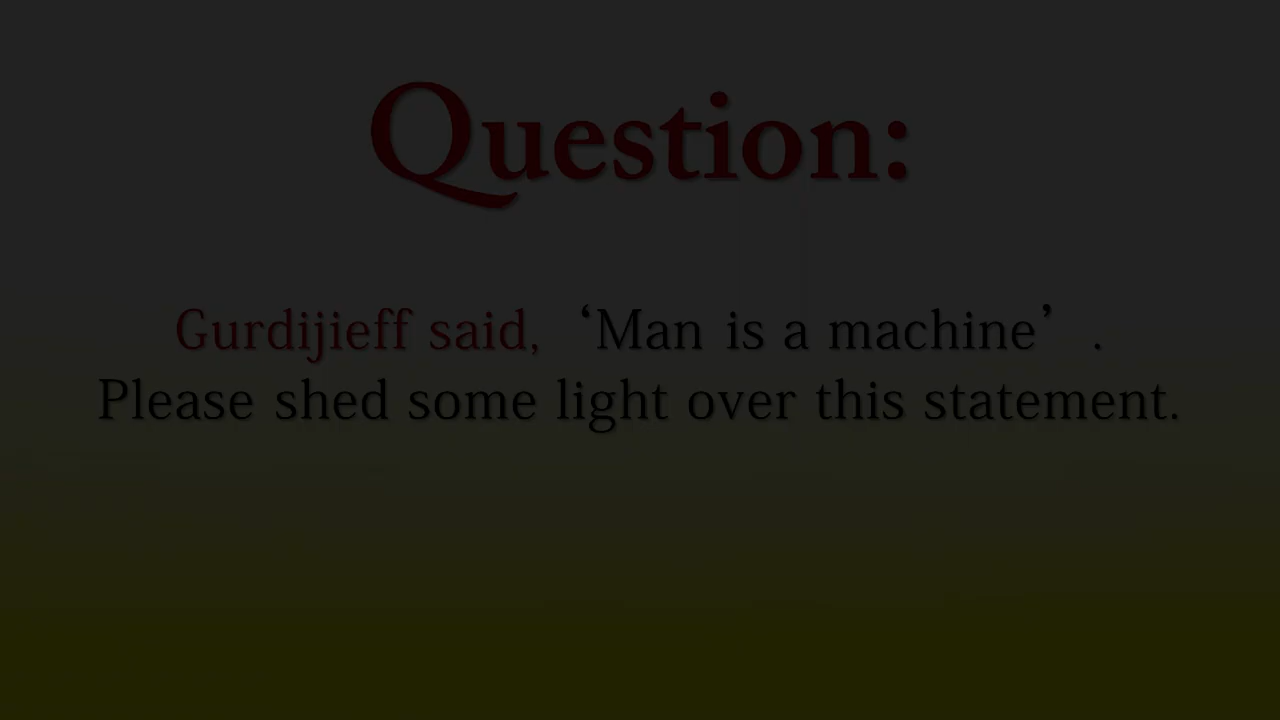 Question:
Gurdijieff said, ‘Man is a machine’ .
Please shed some light over this statement.